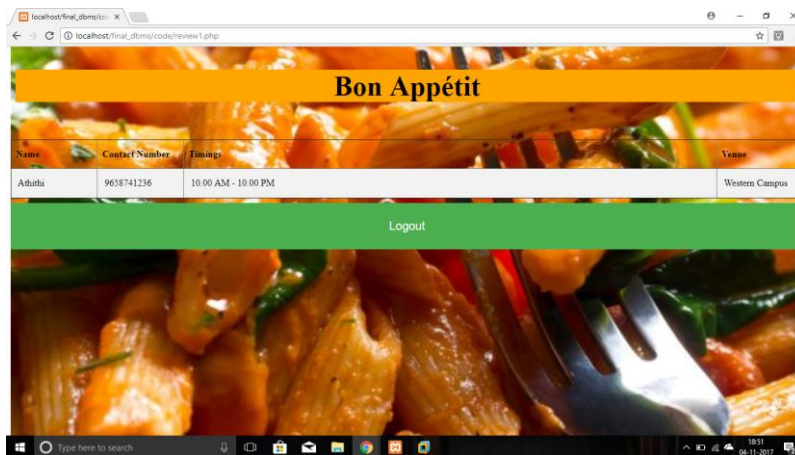 localhost/final_dbms/co
localhost/final_dbms/code/review1.php
Bon Appétit
Name Contact Number Timings Venue
Athithi 9658741236 10.00 AM - 10.00 PM Western Campus
Logout
Type here to search
18:51
04-11-2017